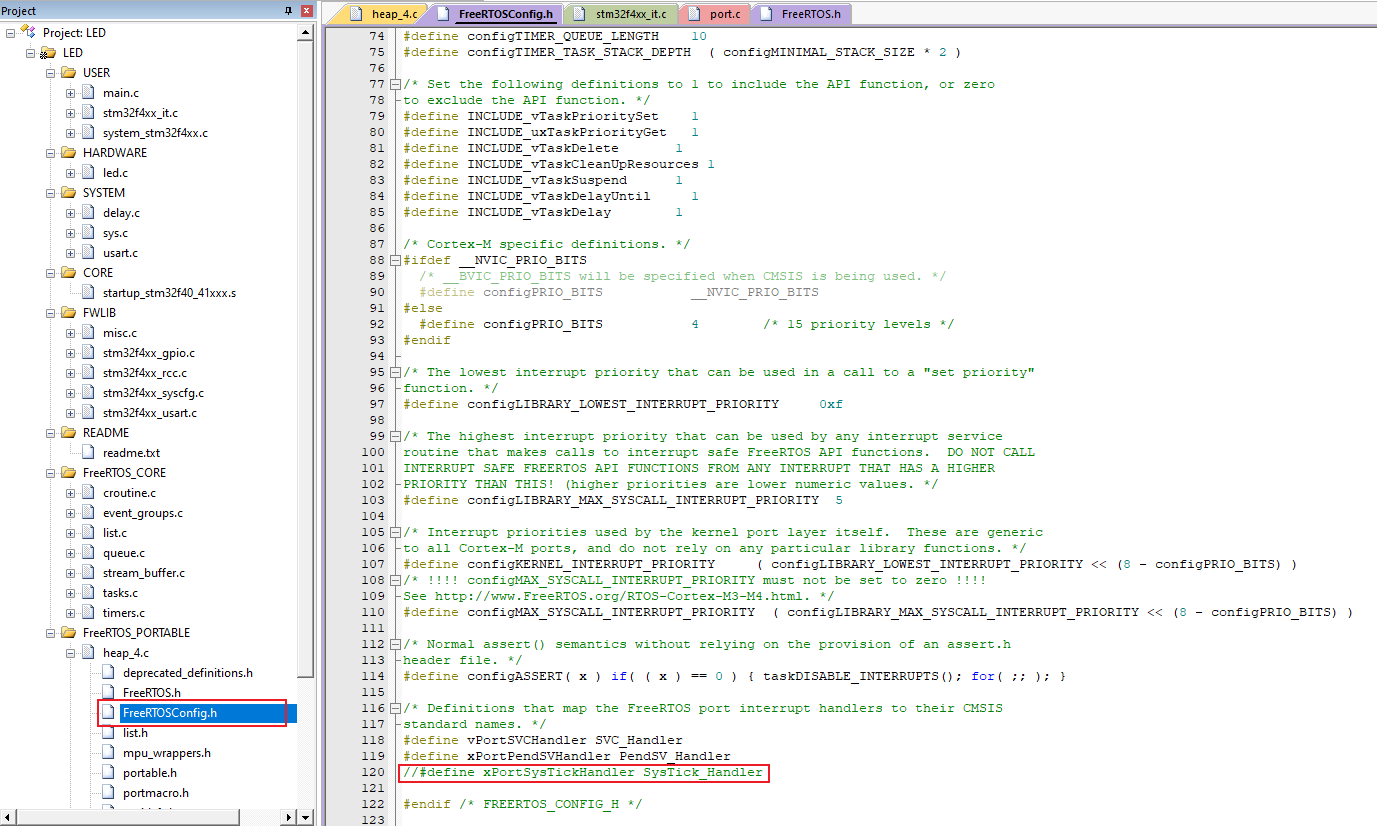 Project
Project: LED
LED
USER
main.c
stm32f4xx_it.c
system_stm32f4xx.c
HARDWARE
led.c
SYSTEM
delay.c
sys.c
usart.c
CORE
startup_stm32f40_41xxx.s
FWLIB
misc.c
stm32f4xx_gpio.c
stm32f4xx_rcc.c
stm32f4xx_syscfg.c
stm32f4xx_usart.c
README
readme.txt
FreeRTOS_CORE
croutine.c
event_groups.c
list.c
queue.c
stream_buffer.c
tasks.c
timers.c
FreeRTOS_PORTABLE
heap_4.c
deprecated_definitions.h
FreeRTOS.h
FreeRTOSConfig.h
list.h
mpu_wrappers.h
portable.h
portmacro.h
heap_4.c FreeRTOSConfig.h stm32f4xx_it.c port.c FreeRTOS.h
74 #define configTIMER_QUEUE_LENGTH    10
75 #define configTIMER_TASK_STACK_DEPTH  ( configMINIMAL_STACK_SIZE * 2 )
76
77 /* Set the following definitions to 1 to include the API function, or zero
78 to exclude the API function. */
79 #define INCLUDE_vTaskPrioritySet    1
80 #define INCLUDE_uxTaskPriorityGet   1
81 #define INCLUDE_vTaskDelete       1
82 #define INCLUDE_vTaskCleanUpResources 1
83 #define INCLUDE_vTaskSuspend      1
84 #define INCLUDE_vTaskDelayUntil     1
85 #define INCLUDE_vTaskDelay        1
86
87 /* Cortex-M specific definitions. */
88 #ifdef __NVIC_PRIO_BITS
89   /* __BVIC_PRIO_BITS will be specified when CMSIS is being used. */
90   #define configPRIO_BITS           __NVIC_PRIO_BITS
91 #else
92   #define configPRIO_BITS           4        /* 15 priority levels */
93 #endif
94
95 /* The lowest interrupt priority that can be used in a call to a "set priority"
96 function. */
97 #define configLIBRARY_LOWEST_INTERRUPT_PRIORITY     0xf
98
99 /* The highest interrupt priority that can be used by any interrupt service
100 routine that makes calls to interrupt safe FreeRTOS API functions.  DO NOT CALL
101 INTERRUPT SAFE FREERTOS API FUNCTIONS FROM ANY INTERRUPT THAT HAS A HIGHER
102 PRIORITY THAN THIS! (higher priorities are lower numeric values. */
103 #define configLIBRARY_MAX_SYSCALL_INTERRUPT_PRIORITY  5
104
105 /* Interrupt priorities used by the kernel port layer itself.  These are generic
106 to all Cortex-M ports, and do not rely on any particular library functions. */
107 #define configKERNEL_INTERRUPT_PRIORITY     ( configLIBRARY_LOWEST_INTERRUPT_PRIORITY << (8 - configPRIO_BITS) )
108 /* !!!! configMAX_SYSCALL_INTERRUPT_PRIORITY must not be set to zero !!!!
109 See http://www.FreeRTOS.org/RTOS-Cortex-M3-M4.html. */
110 #define configMAX_SYSCALL_INTERRUPT_PRIORITY  ( configLIBRARY_MAX_SYSCALL_INTERRUPT_PRIORITY << (8 - configPRIO_BITS) )
111
112 /* Normal assert() semantics without relying on the provision of an assert.h
113 header file. */
114 #define configASSERT( x ) if( ( x ) == 0 ) { taskDISABLE_INTERRUPTS(); for( ;; ); }
115
116 /* Definitions that map the FreeRTOS port interrupt handlers to their CMSIS
117 standard names. */
118 #define vPortSVCHandler SVC_Handler
119 #define xPortPendSVHandler PendSV_Handler
120 //#define xPortSysTickHandler SysTick_Handler
121
122 #endif /* FREERTOS_CONFIG_H */
123